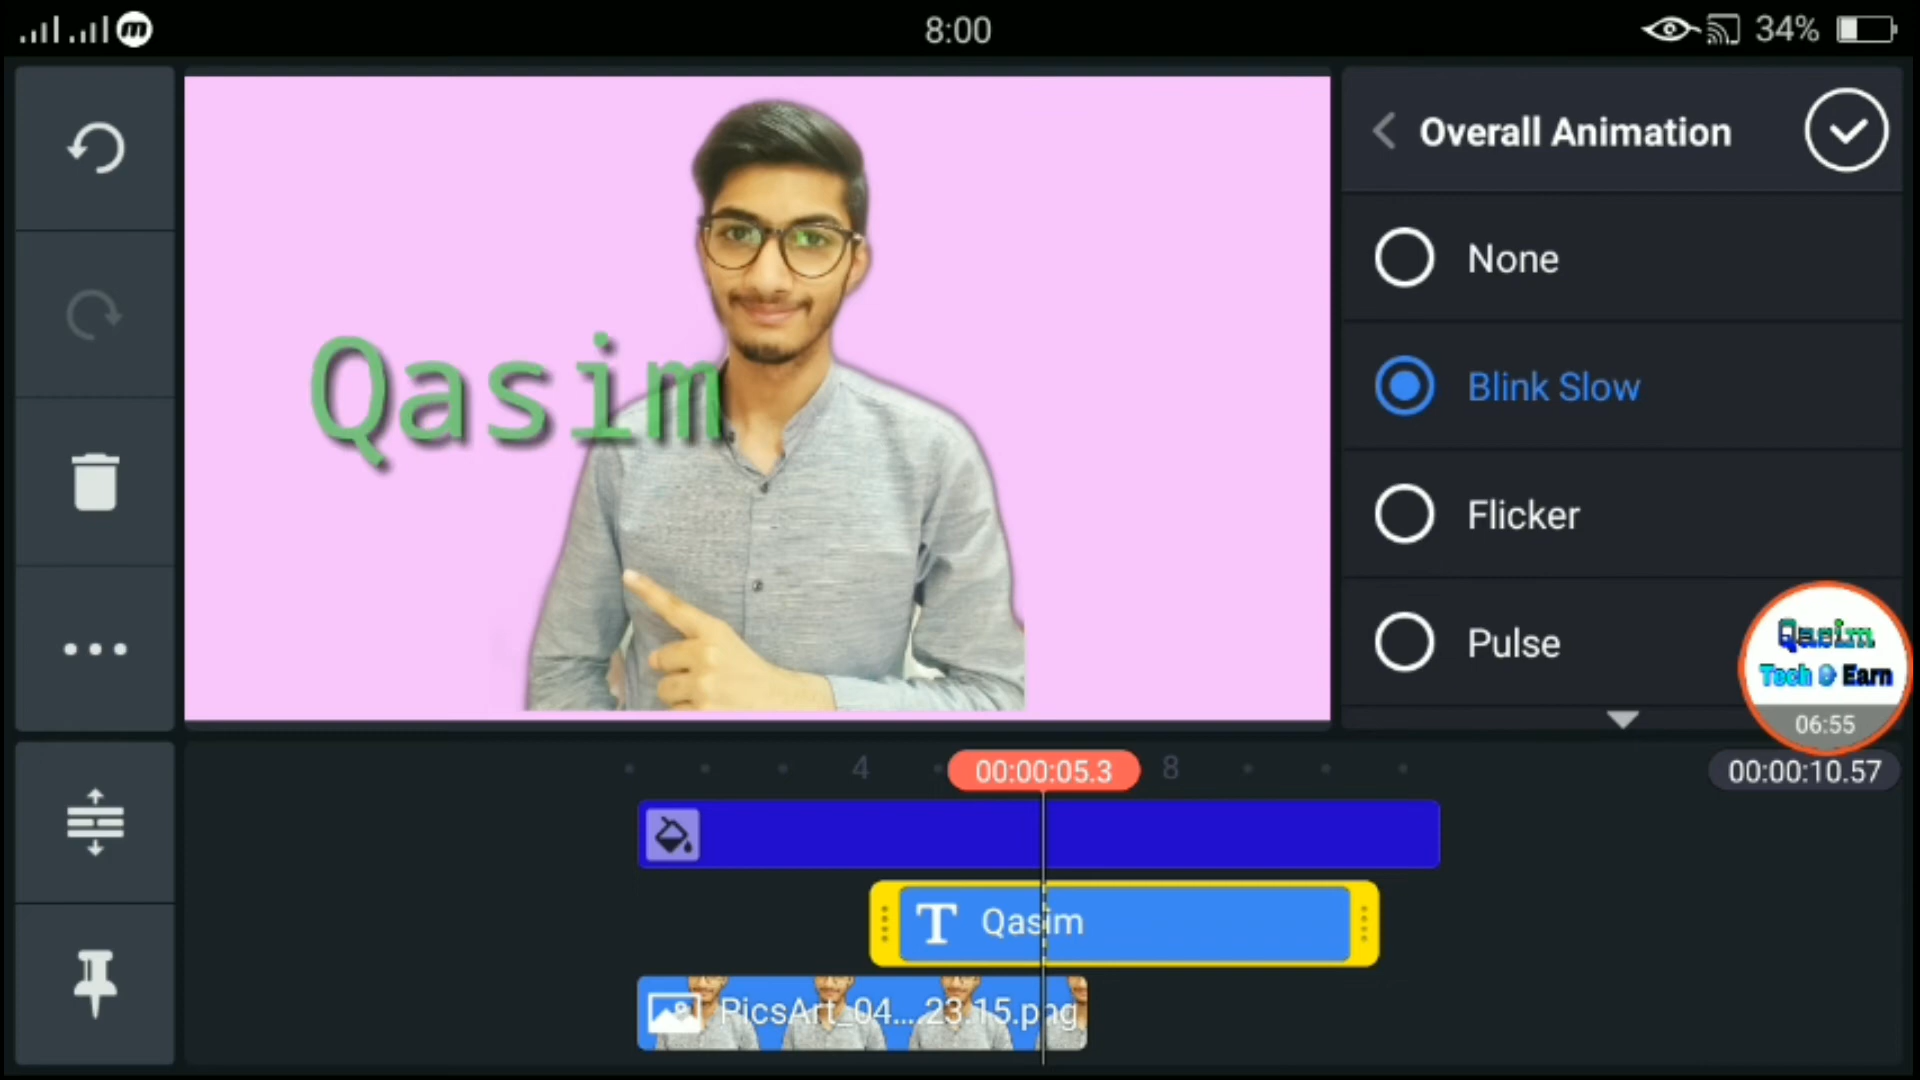 8:00
34%
Overall Animation
None
Blink Slow
Flicker
Pulse
Qasim
Qasim
Tech Earn
06:55
4
00:00:05.3
8
00:00:10.57
T Qasim
PicsArt_04....23.15.png